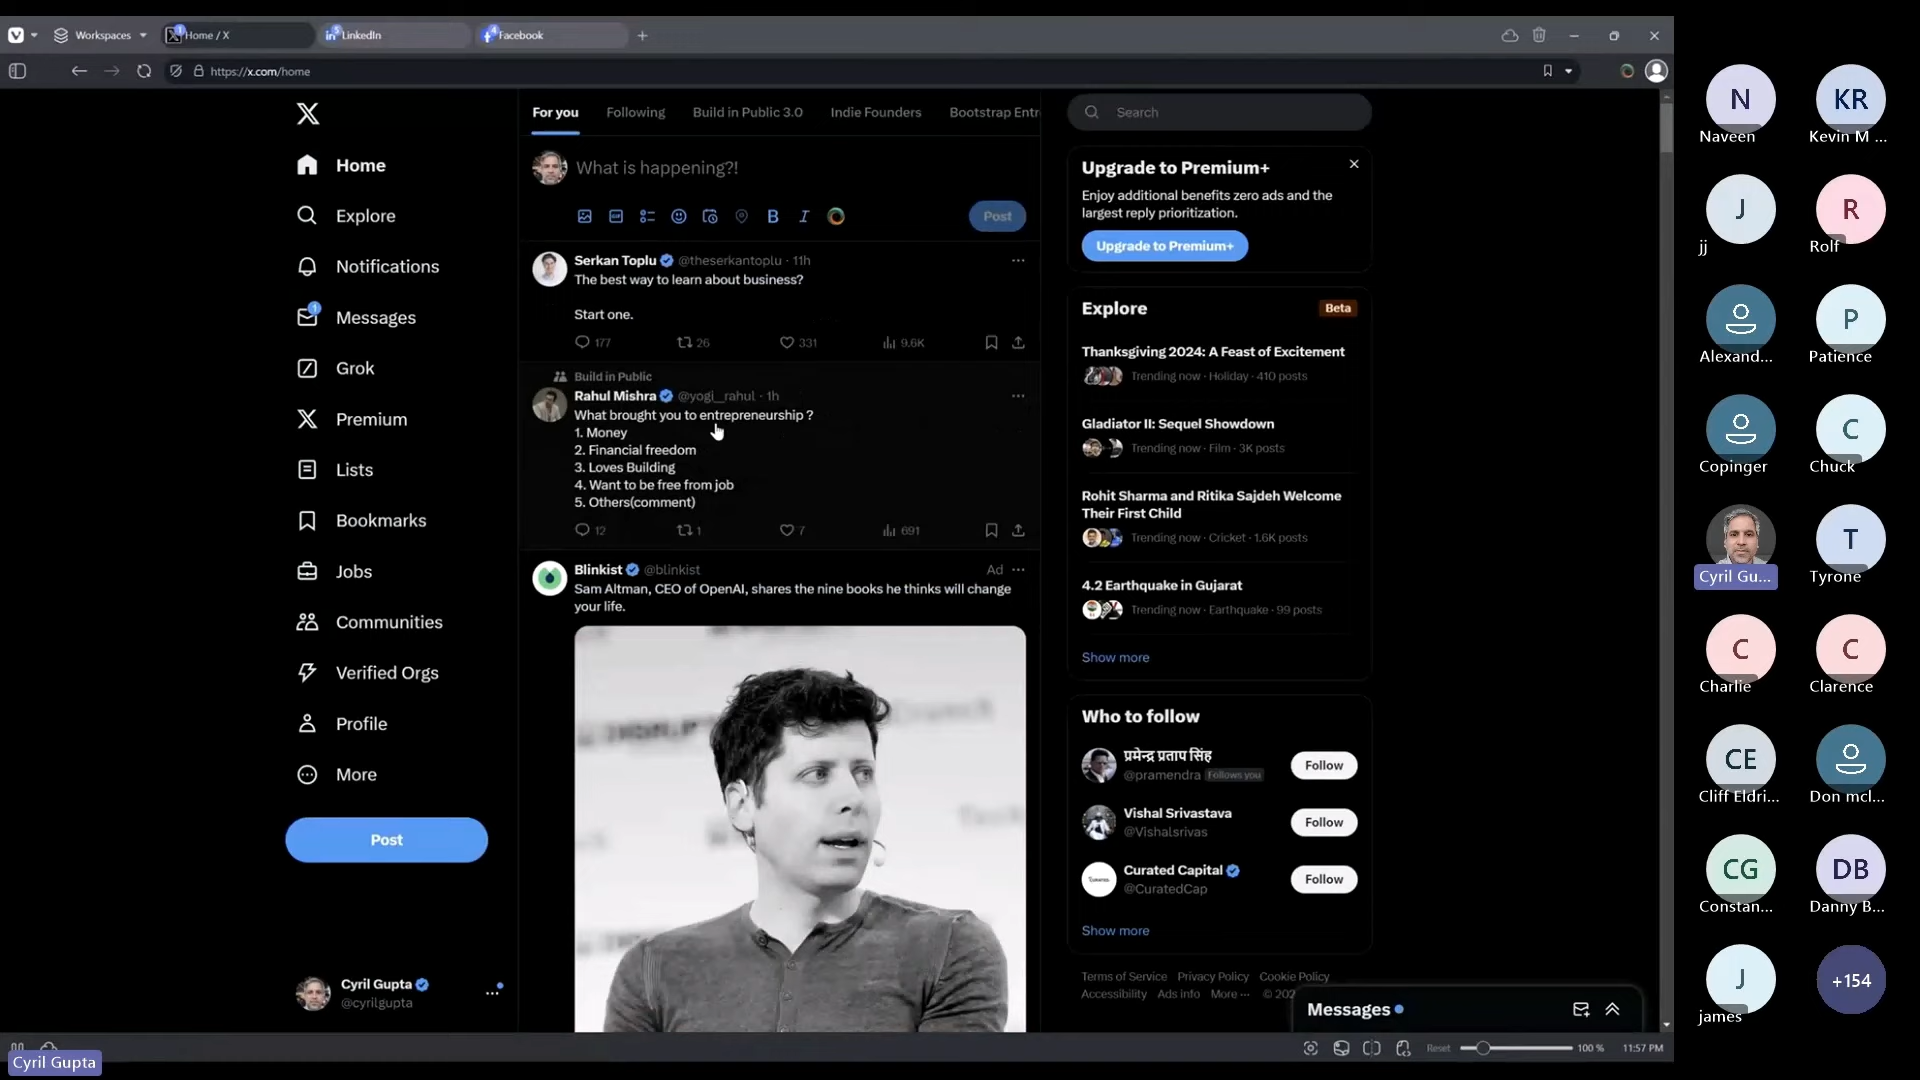 Workspaces
Home / X
LinkedIn
Facebook
https://x.com/home
Home
Explore
Notifications
Messages
Grok
Premium
Lists
Bookmarks
Jobs
Communities
Verified Orgs
Profile
More
Post
Cyril Gupta
@cyrilgupta
For you
Following
Build in Public 3.0
Indie Founders
Bootstrap Entr
What is happening?!
Post
Serkan Toplu @theserkantoplu · 11h
The best way to learn about business?
Start one.
177 26 331 9.6K
Build in Public
Rahul Mishra @yogi_rahul · 1h
What brought you to entrepreneurship ?
1. Money
2. Financial freedom
3. Loves Building
4. Want to be free from job
5. Others(comment)
12 1 7 691
Blinkist @blinkist Ad
Sam Altman, CEO of OpenAI, shares the nine books he thinks will change
your life.
Search
Upgrade to Premium+
Enjoy additional benefits zero ads and the
largest reply prioritization.
Upgrade to Premium+
Explore
Beta
Thanksgiving 2024: A Feast of Excitement
Trending now · Holiday · 410 posts
Gladiator II: Sequel Showdown
Trending now · Film · 3K posts
Rohit Sharma and Ritika Sajdeh Welcome
Their First Child
Trending now · Cricket · 1.6K posts
4.2 Earthquake in Gujarat
Trending now · Earthquake · 99 posts
Show more
Who to follow
प्रमेन्द्र प्रताप सिंह
@pramendra Follows you
Follow
Vishal Srivastava
@Vishalsrivas
Follow
Curated Capital
@CuratedCap
Follow
Show more
Terms of Service Privacy Policy Cookie Policy
Accessibility Ads info More ··· © 202
Messages
Reset
100 %
11:57 PM
Cyril Gupta
N
Naveen
KR
Kevin M ...
J
jj
R
Rolf
Alexand...
P
Patience
Copinger
C
Chuck
Cyril Gu...
T
Tyrone
C
Charlie
C
Clarence
CE
Cliff Eldri...
Don mcl...
CG
Constan...
DB
Danny B...
J
james
+154